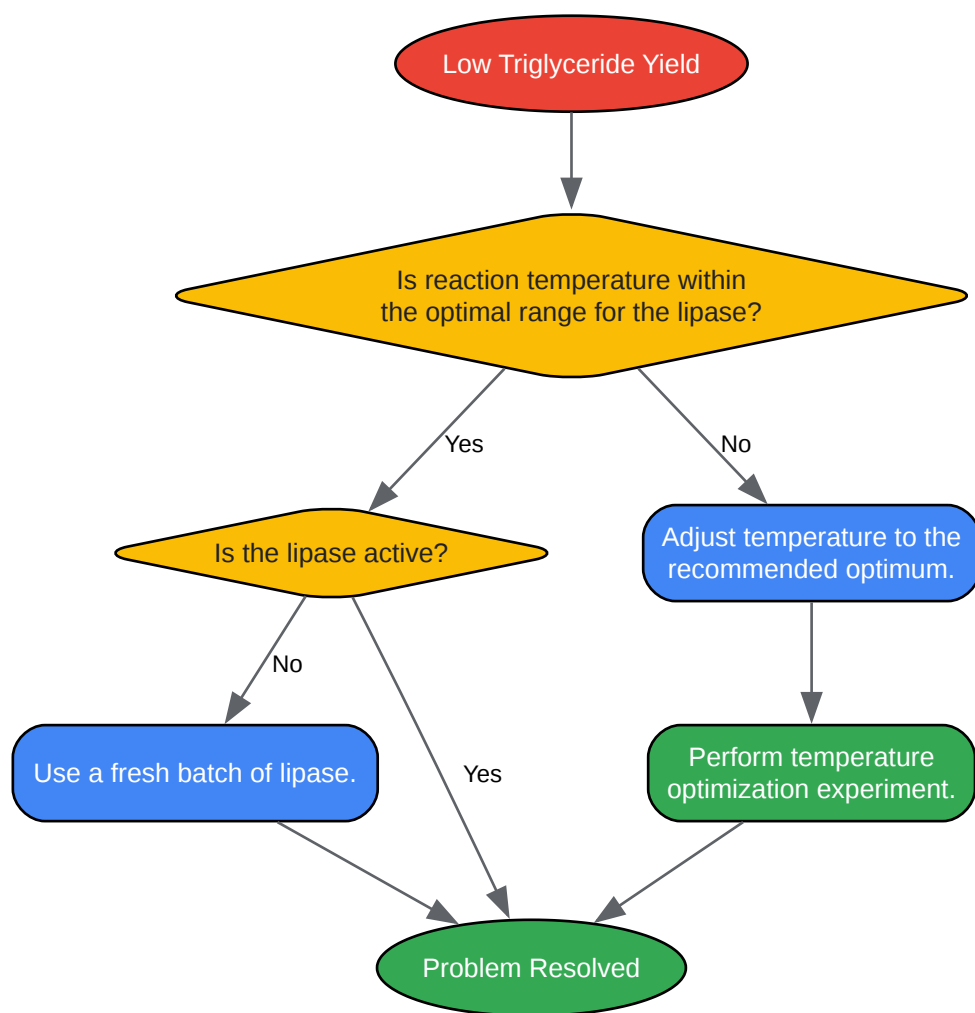 Low Triglyceride Yield
Is reaction temperature within
the optimal range for the lipase?
Yes
No
Is the lipase active?
Adjust temperature to the
recommended optimum.
No
Yes
Use a fresh batch of lipase.
Perform temperature
optimization experiment.
Problem Resolved